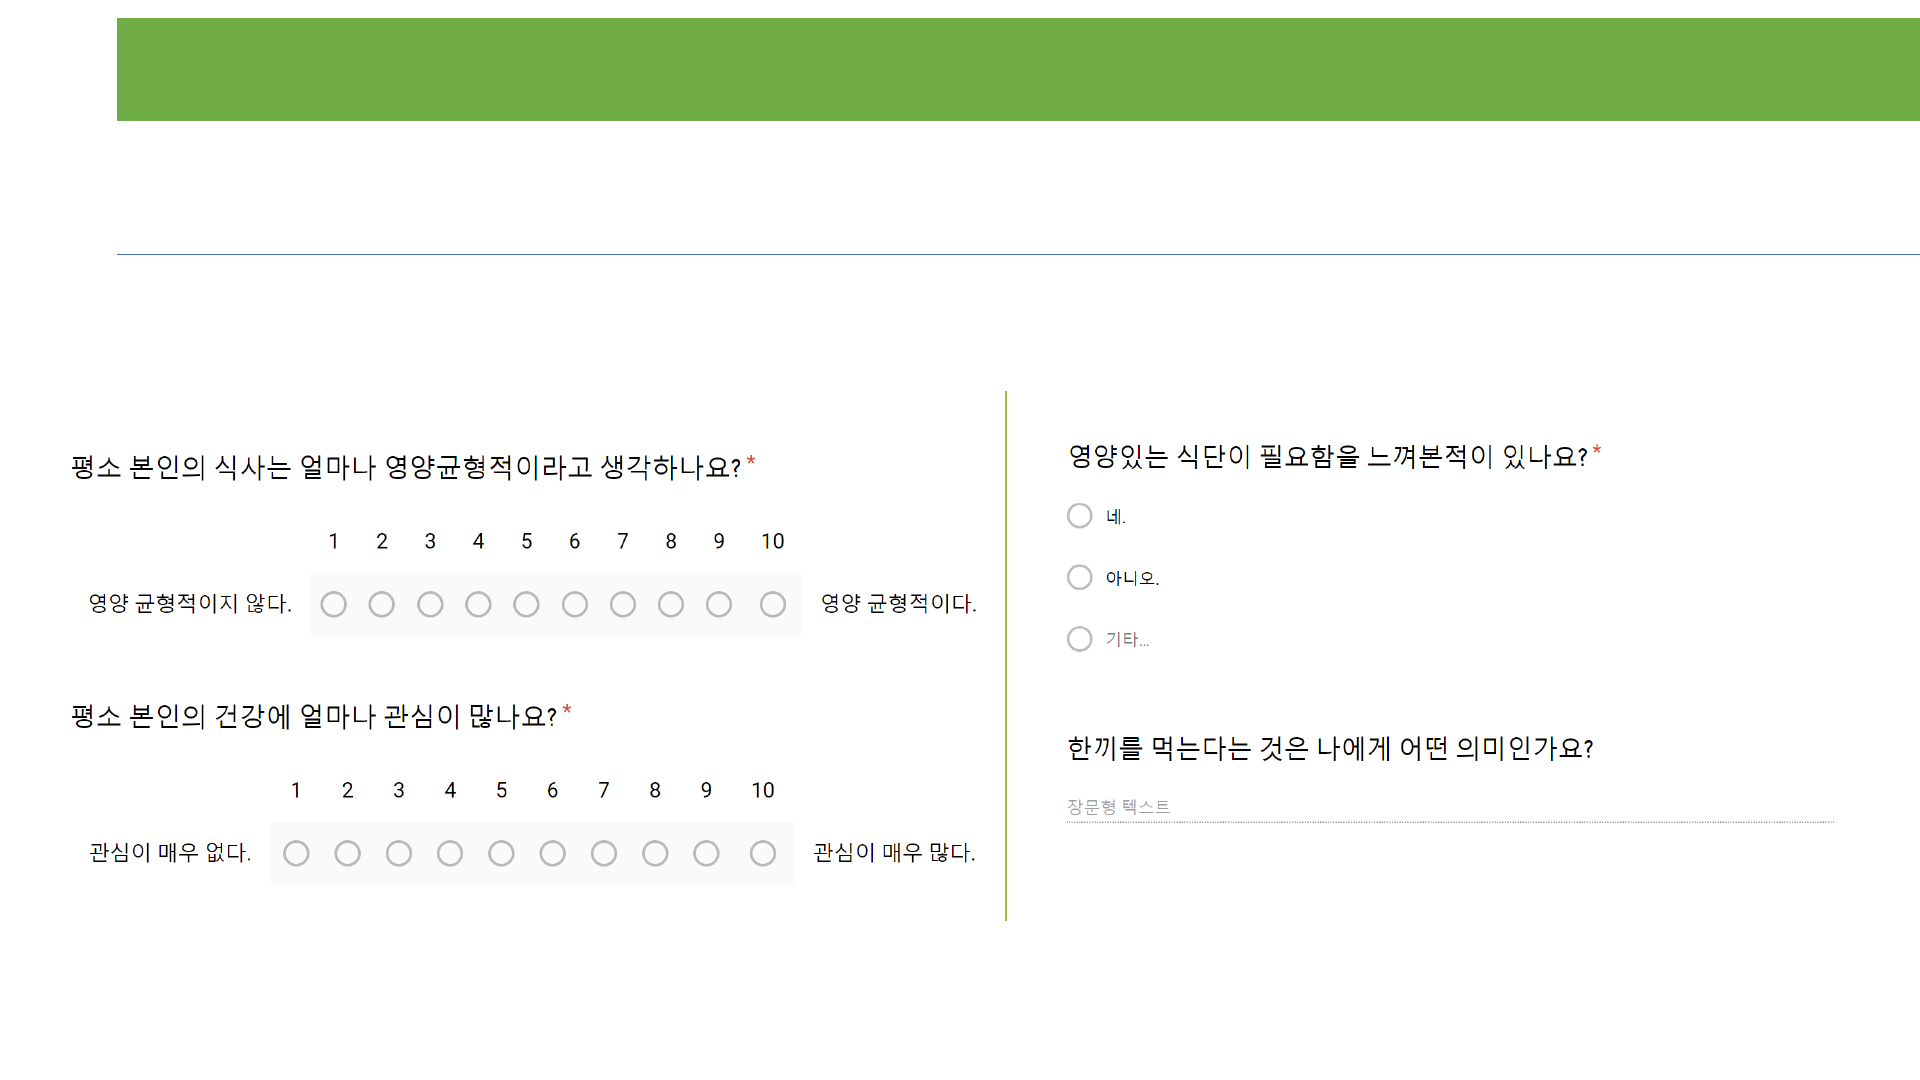 평소 본인의 식사는 얼마나 영양균형적이라고 생각하나요? *
1 2 3 4 5 6 7 8 9 10
영양 균형적이지 않다. 영양 균형적이다.
평소 본인의 건강에 얼마나 관심이 많나요? *
1 2 3 4 5 6 7 8 9 10
관심이 매우 없다. 관심이 매우 많다.
영양있는 식단이 필요함을 느껴본적이 있나요? *
네.
아니오.
기타...
한끼를 먹는다는 것은 나에게 어떤 의미인가요?
장문형 텍스트